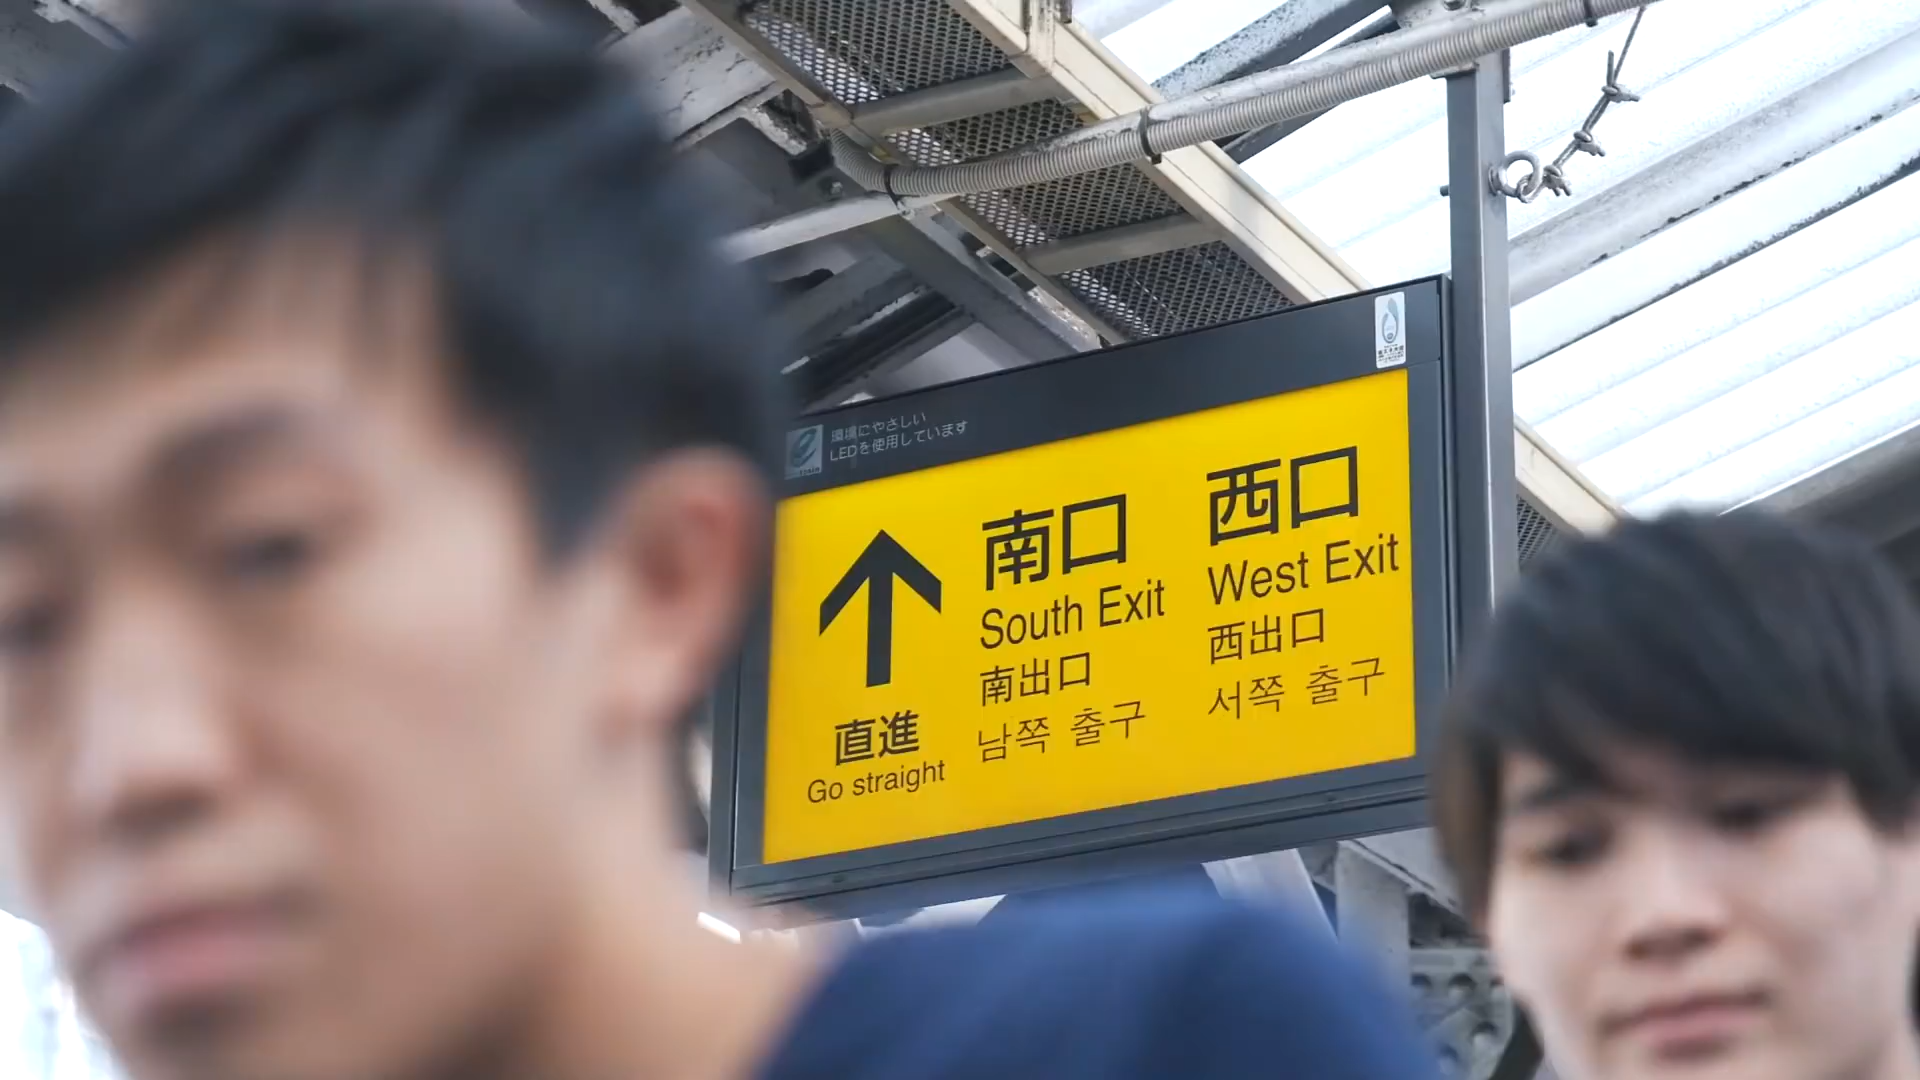 環境にやさしい
LEDを使用しています
南口
South Exit
南出口
남쪽 출구
西口
West Exit
西出口
서쪽 출구
直進
Go straight